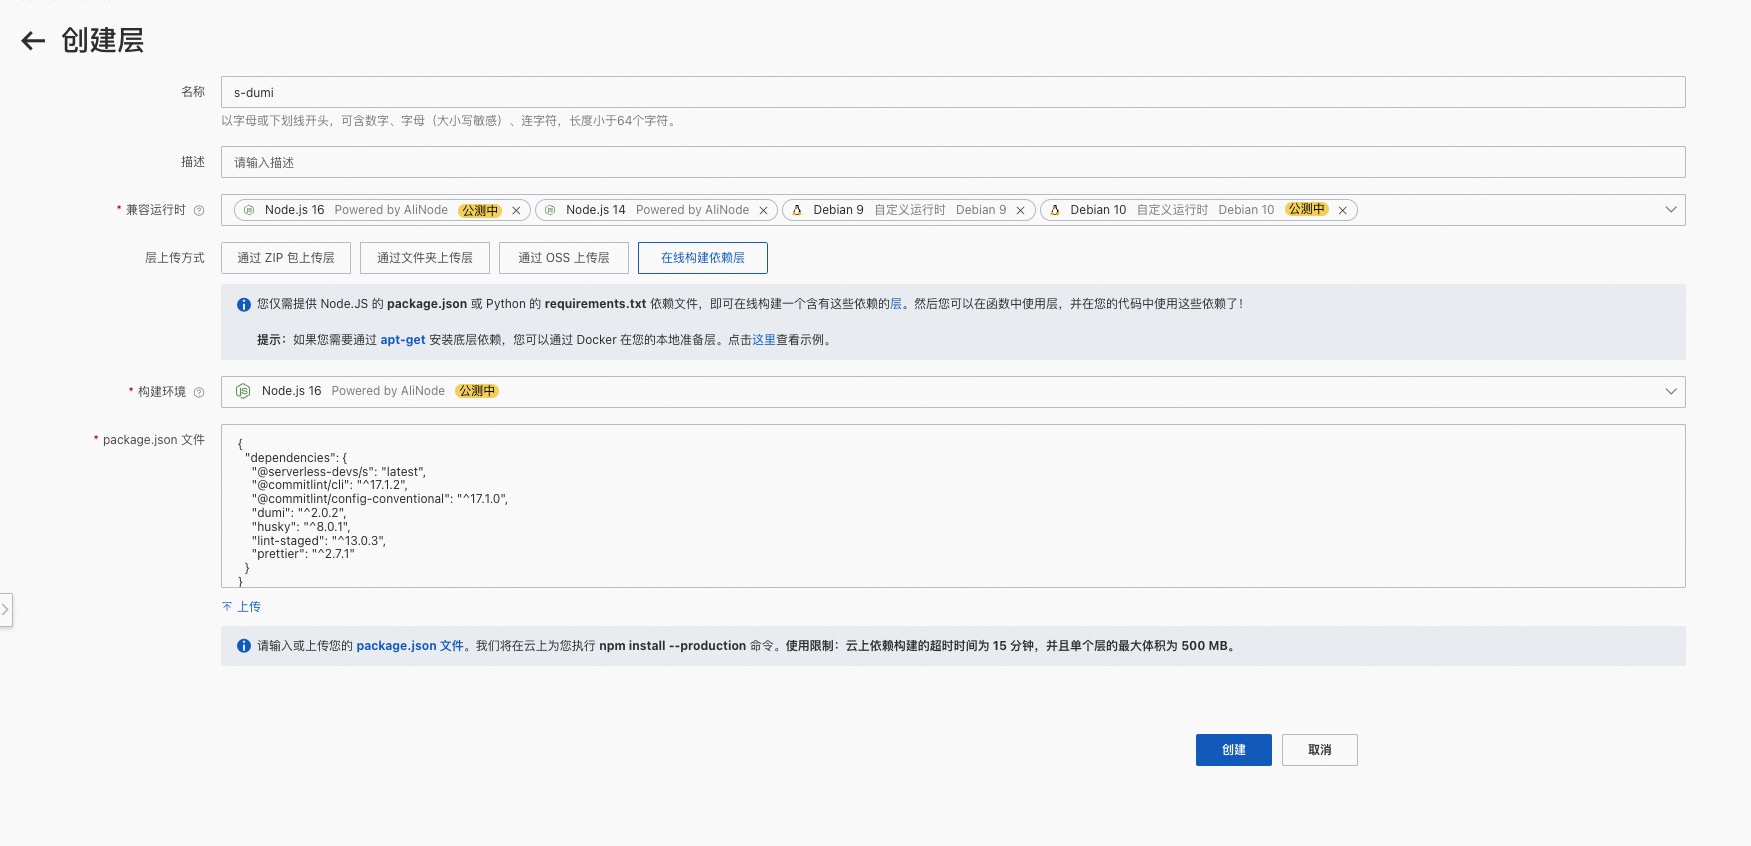 创建层
名称
s-dumi
以字母或下划线开头，可含数字、字母（大小写敏感）、连字符，长度小于64个字符。
描述
请输入描述
* 兼容运行时
Node.js 16 Powered by AliNode 公测中 Node.js 14 Powered by AliNode Debian 9 自定义运行时 Debian 9 Debian 10 自定义运行时 Debian 10 公测中
层上传方式
通过 ZIP 包上传层 通过文件夹上传层 通过 OSS 上传层 在线构建依赖层
您仅需提供 Node.JS 的 package.json 或 Python 的 requirements.txt 依赖文件，即可在线构建一个含有这些依赖的层。然后您可以在函数中使用层，并在您的代码中使用这些依赖了！
提示：如果您需要通过 apt-get 安装底层依赖，您可以通过 Docker 在您的本地准备层。点击这里查看示例。
* 构建环境
Node.js 16 Powered by AliNode 公测中
* package.json 文件
{
"dependencies": {
"@serverless-devs/s": "latest",
"@commitlint/cli": "^17.1.2",
"@commitlint/config-conventional": "^17.1.0",
"dumi": "^2.0.2",
"husky": "^8.0.1",
"lint-staged": "^13.0.3",
"prettier": "^2.7.1"
}
}
上传
请输入或上传您的 package.json 文件。我们将在云上为您执行 npm install --production 命令。使用限制：云上依赖构建的超时时间为 15 分钟，并且单个层的最大体积为 500 MB。
创建 取消